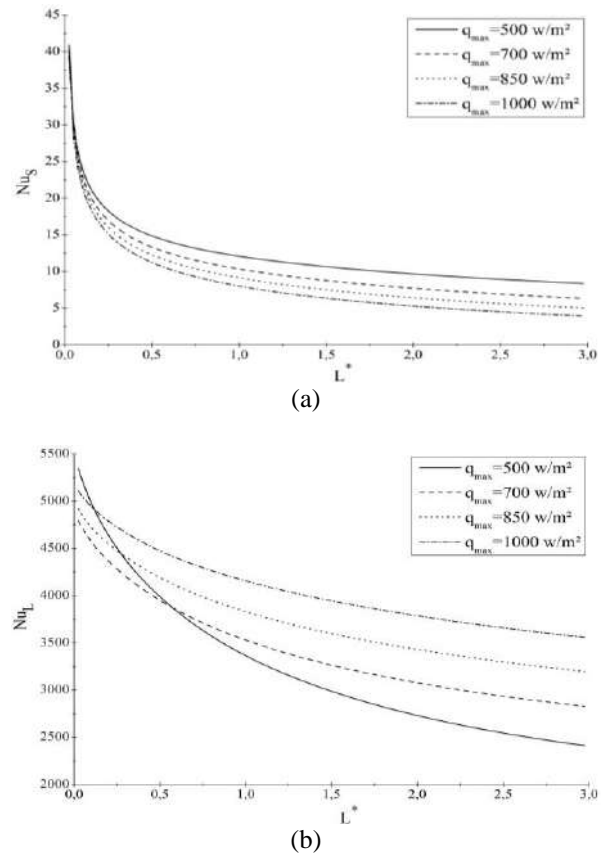 45
40
35
30
25
20
15
10
5
0
Nu_S
q_max=500 w/m²
q_max=700 w/m²
q_max=850 w/m²
q_max=1000 w/m²
0,0 0,5 1,0 1,5 2,0 2,5 3,0
L*
(a)
5500
5000
4500
4000
3500
3000
2500
2000
Nu_L
q_max=500 w/m²
q_max=700 w/m²
q_max=850 w/m²
q_max=1000 w/m²
0,0 0,5 1,0 1,5 2,0 2,5 3,0
L*
(b)